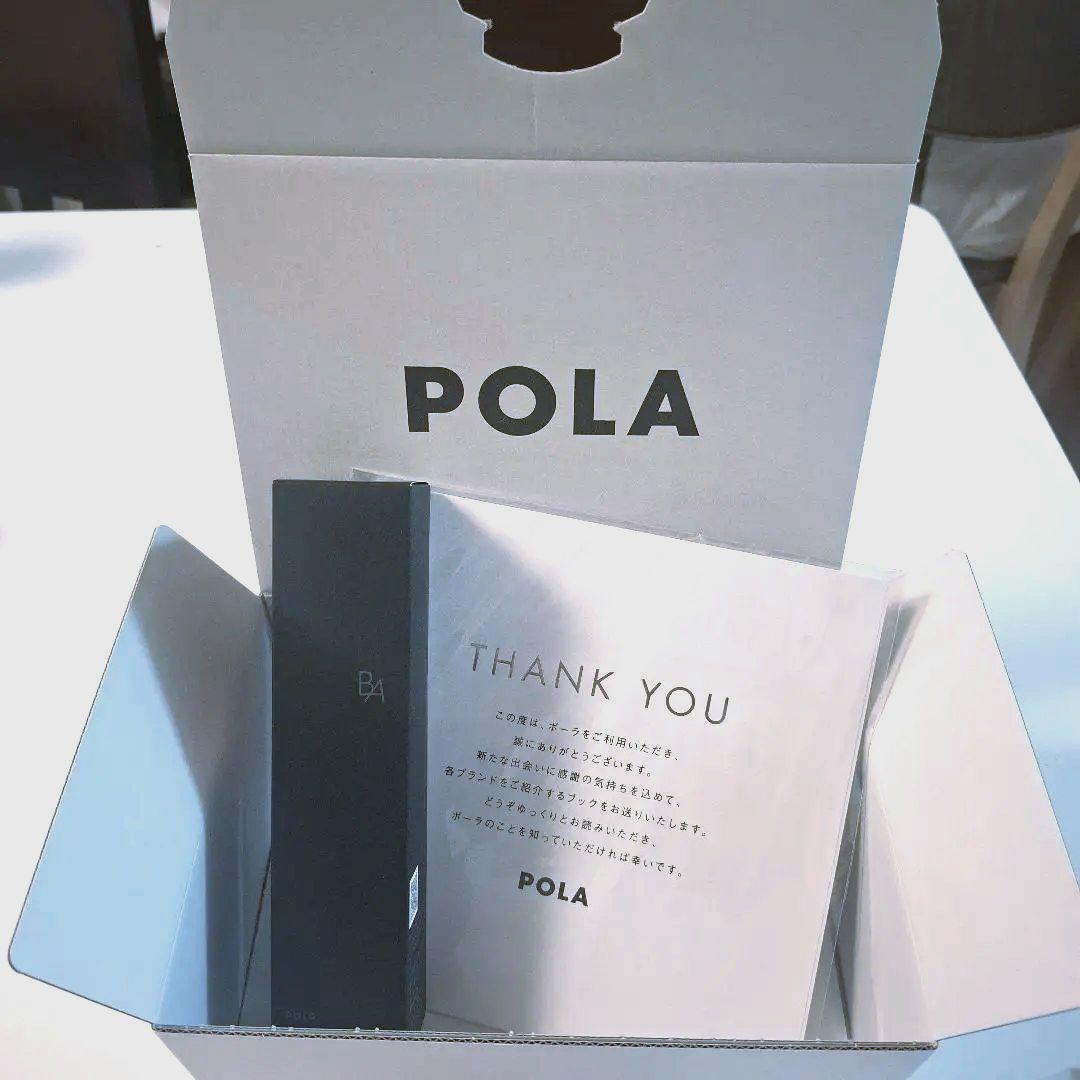 POLA
BA
POLA
THANK YOU
この度は、ポーラをご利用いただき、
誠にありがとうございます。
新たな出会いに感謝の気持ちを込めて、
各ブランドをご紹介するブックをお送りいたします。
どうぞゆっくりとお読みいただき、
ポーラのことを知っていただければ幸いです。
POLA